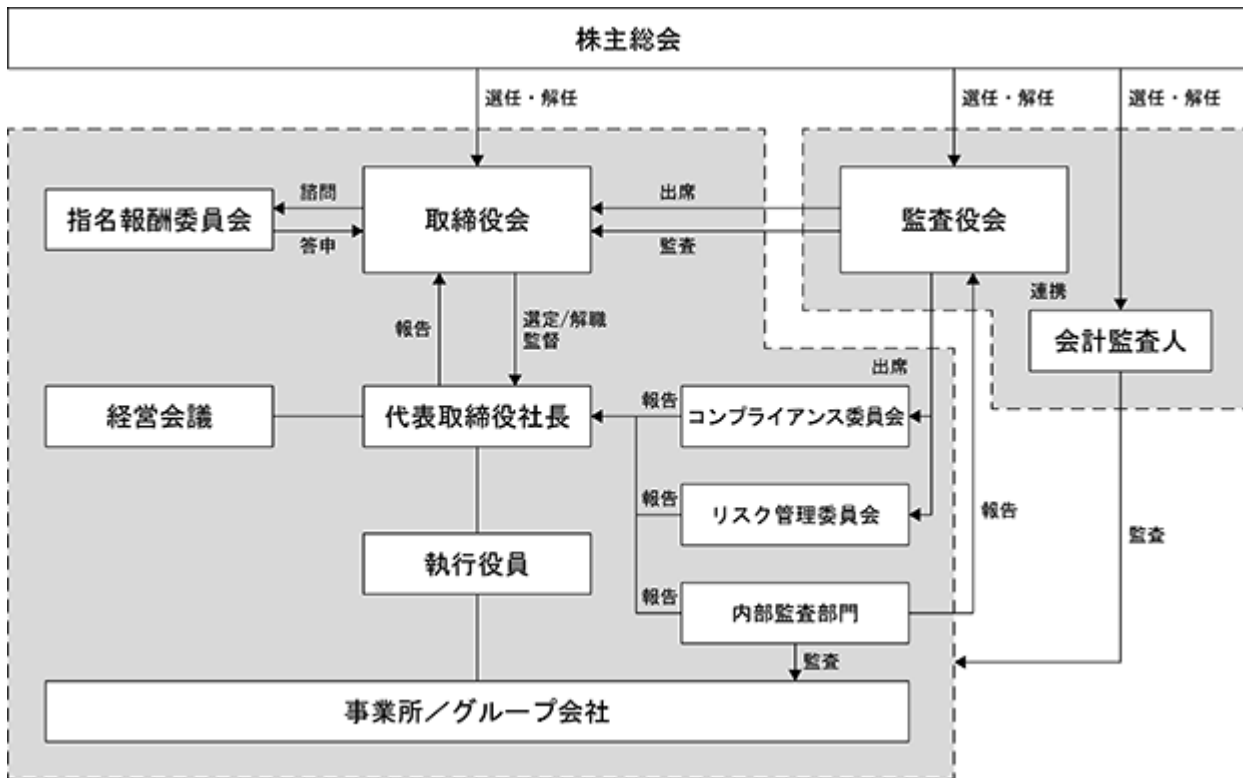 株主総会
選任・解任
選任・解任
選任・解任
指名報酬委員会
諮問
答申
取締役会
出席
監査
監査役会
連携
会計監査人
報告
選定/解職
監督
出席
経営会議
代表取締役社長
報告
コンプライアンス委員会
報告
リスク管理委員会
報告
監査
執行役員
報告
内部監査部門
監査
事業所／グループ会社